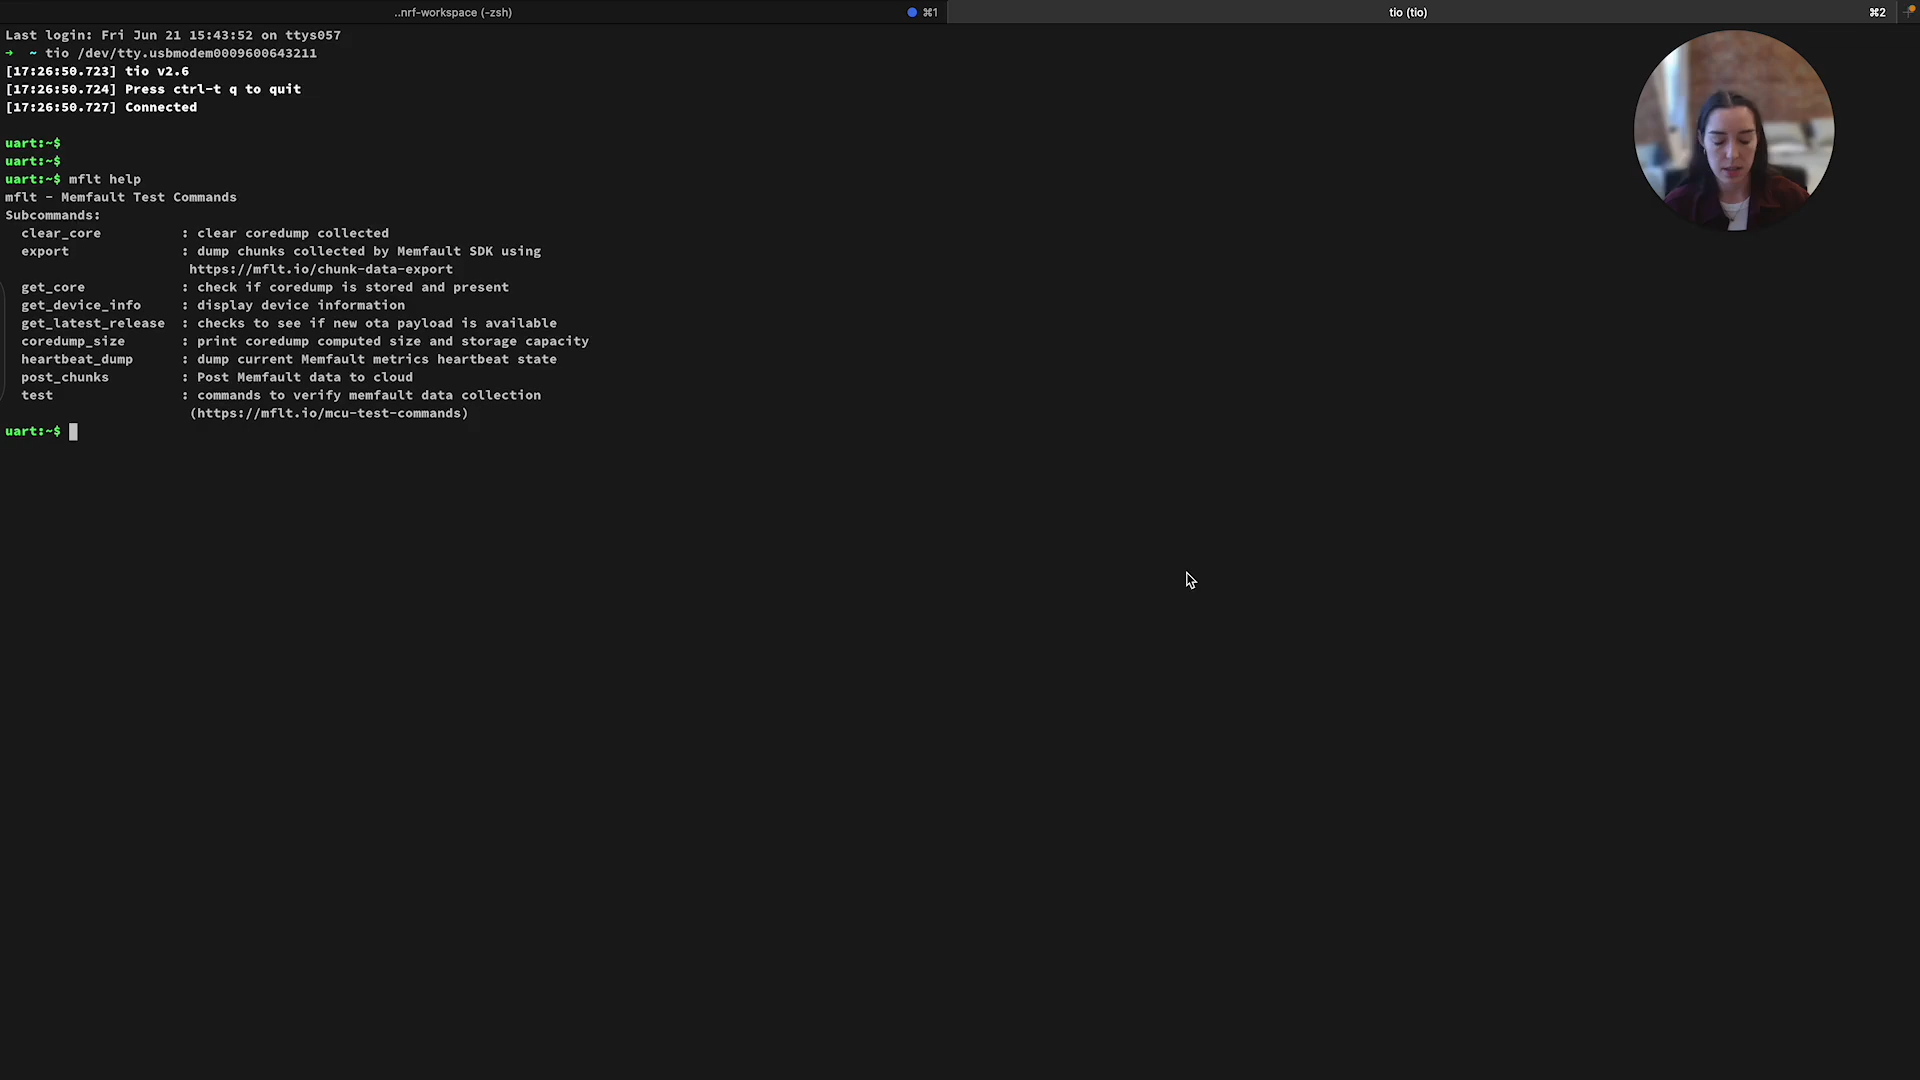 ..nrf-workspace (-zsh)
⌘1
tio (tio)
⌘2
Last login: Fri Jun 21 15:43:52 on ttys057
➜  ~ tio /dev/tty.usbmodem0009600643211
[17:26:50.723] tio v2.6
[17:26:50.724] Press ctrl-t q to quit
[17:26:50.727] Connected
uart:~$
uart:~$
uart:~$ mflt help
mflt - Memfault Test Commands
Subcommands:
clear_core : clear coredump collected
export : dump chunks collected by Memfault SDK using
https://mflt.io/chunk-data-export
get_core : check if coredump is stored and present
get_device_info : display device information
get_latest_release : checks to see if new ota payload is available
coredump_size : print coredump computed size and storage capacity
heartbeat_dump : dump current Memfault metrics heartbeat state
post_chunks : Post Memfault data to cloud
test : commands to verify memfault data collection
(https://mflt.io/mcu-test-commands)
uart:~$